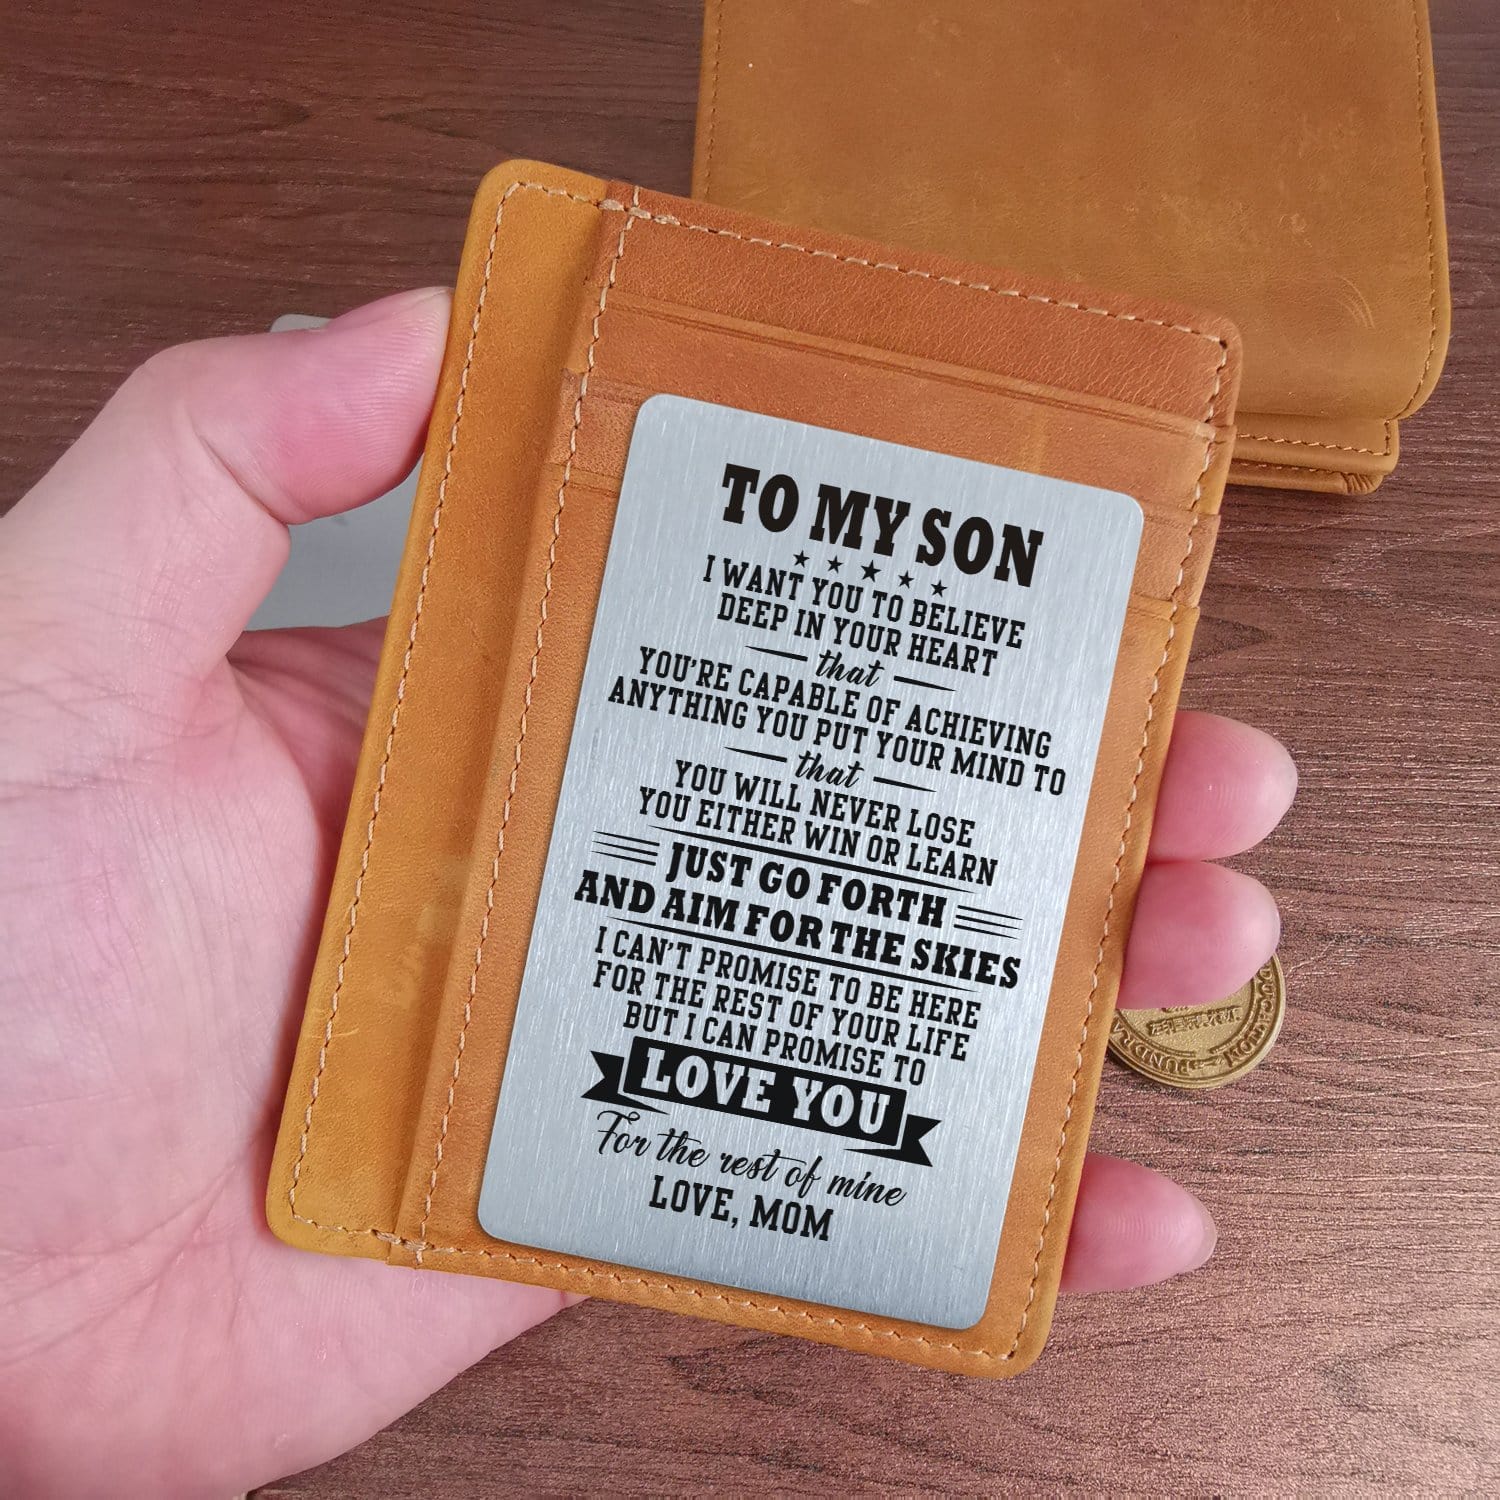 TO MY SON
I WANT YOU TO BELIEVE
DEEP IN YOUR HEART
that
YOU'RE CAPABLE OF ACHIEVING
ANYTHING YOU PUT YOUR MIND TO
that
YOU WILL NEVER LOSE
YOU EITHER WIN OR LEARN
JUST GO FORTH
AND AIM FOR THE SKIES
I CAN'T PROMISE TO BE HERE
FOR THE REST OF YOUR LIFE
BUT I CAN PROMISE TO
LOVE YOU
For the rest of mine
LOVE, MOM